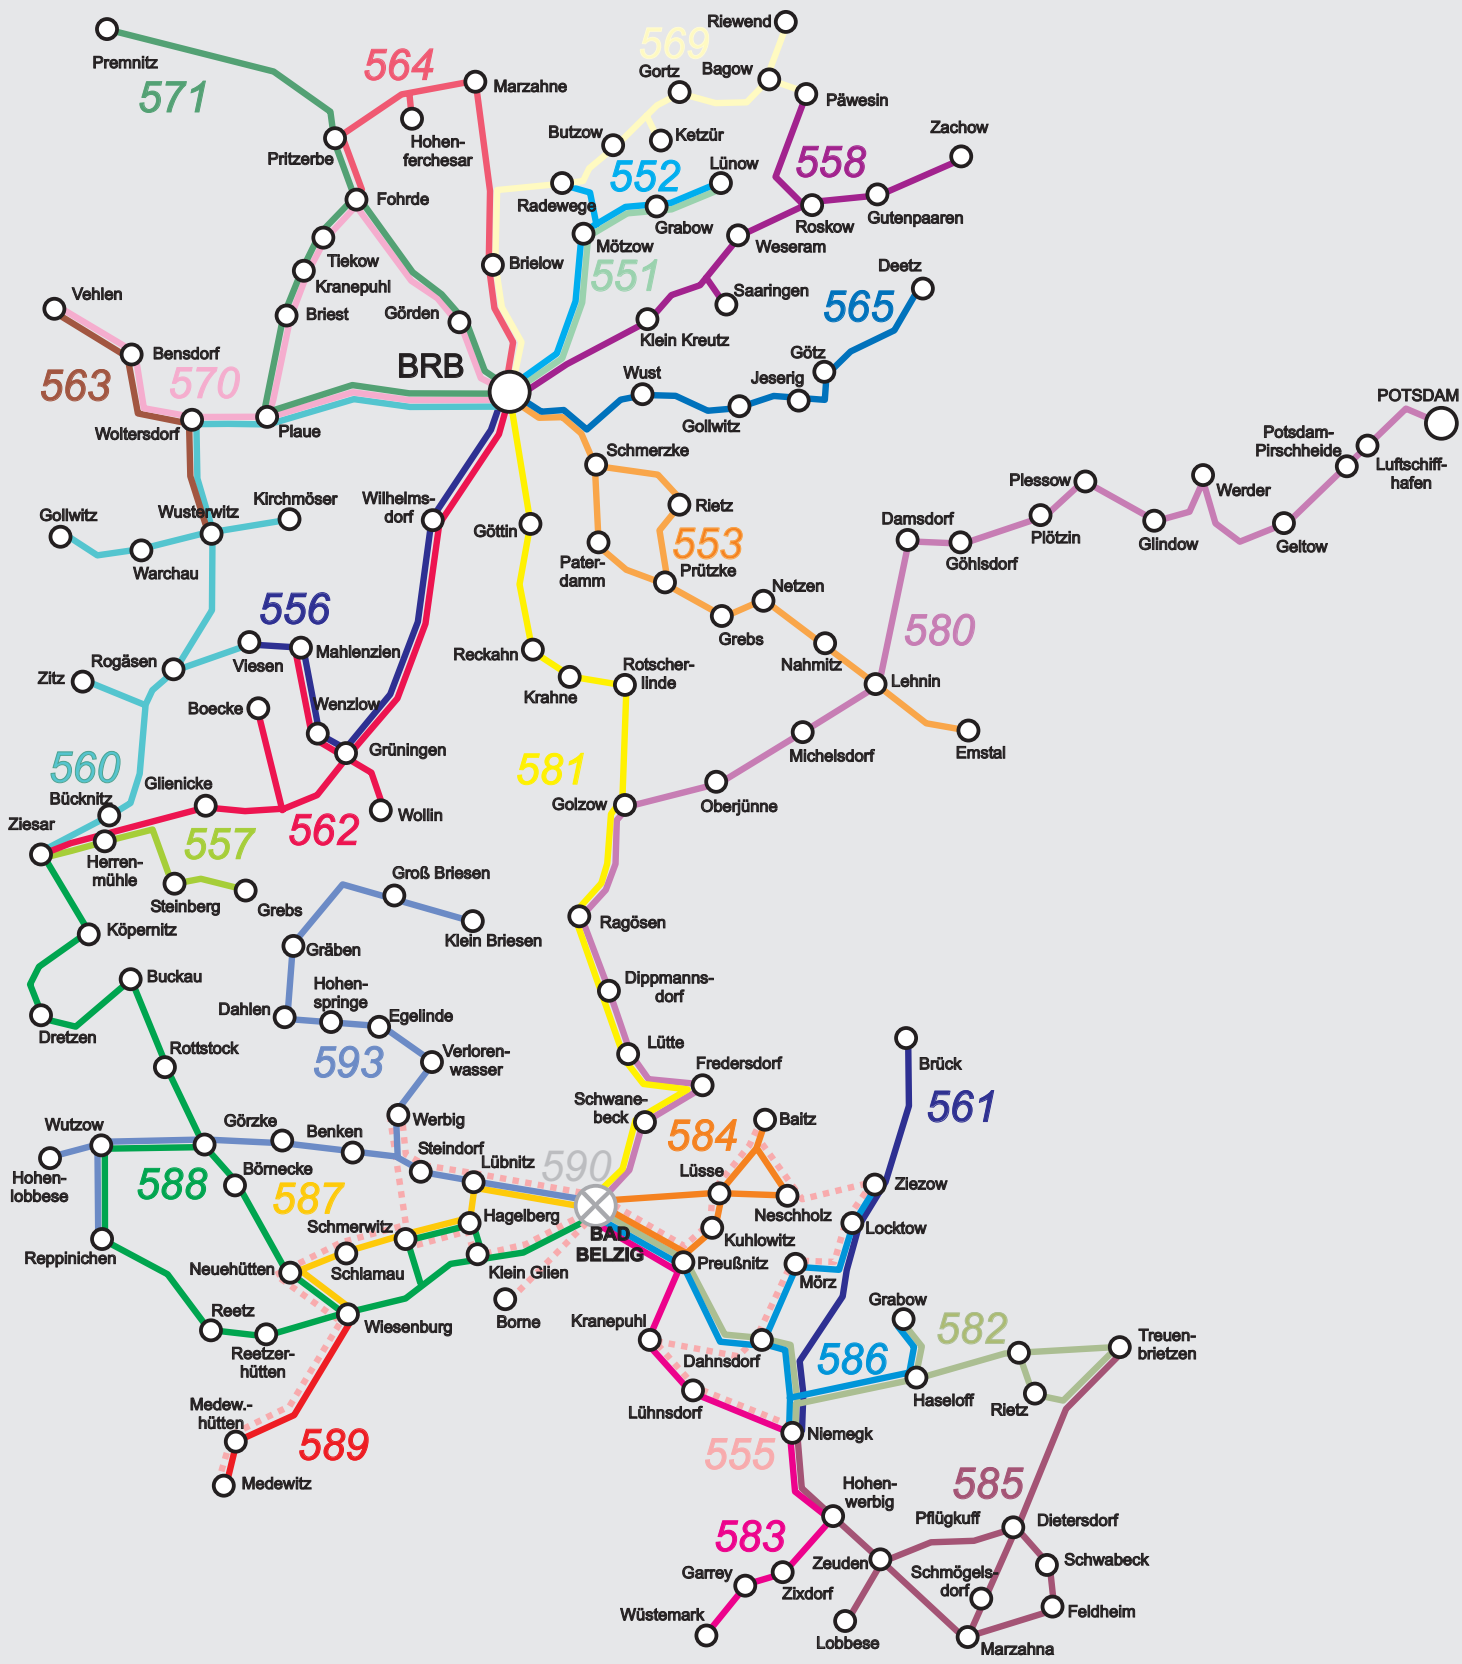 Riewend
Premnitz
569
564
Gortz
Bagow
571
Marzahne
Päwesin
Hohen-
ferchesar
Butzow
Ketzür
Zachow
Pritzerbe
552
Lünow
558
Fohrde
Radewege
Grabow
Roskow
Gutenpaaren
Tiekow
Mötzow
Weseram
Kranepuhl
Brielow
551
Deetz
Vehlen
Briest
Görden
Saaringen
565
Klein Kreutz
Bensdorf
BRB
Götz
563
570
Wust
Jeserig
POTSDAM
Woltersdorf
Plaue
Gollwitz
Potsdam-
Pirschheide
Schmerzke
Luftschiff-
hafen
Kirchmöser
Wilhelms-
dorf
Rietz
Plessow
Werder
Gollwitz
Wusterwitz
Göttin
Damsdorf
Plötzin
Glindow
Geltow
Warchau
Pater-
damm
553
Prützke
Göhlsdorf
Netzen
556
Grebs
580
Rogäsen
Viesen
Mahlenzien
Reckahn
Rotscher-
linde
Nahmitz
Zitz
Krahne
Lehnin
Boecke
Wenzlow
Grüningen
Michelsdorf
Emstal
560
581
Glienicke
Bücknitz
Golzow
Oberjünne
Ziesar
557
562
Wollin
Herren-
mühle
Groß Briesen
Steinberg
Grebs
Köpernitz
Klein Briesen
Ragösen
Gräben
Buckau
Hohen-
springe
Dippmanns-
dorf
Dahlen
Egelinde
Dretzen
Rottstock
593
Verloren-
wasser
Lütte
Fredersdorf
Brück
Schwane-
beck
561
Wutzow
Görzke
Benken
Werbig
Baitz
584
Steindorf
Lübnitz
590
Lüsse
Hohen-
lobbese
588
Börnecke
587
Ziezow
Schmerwitz
Hagelberg
BAD
BELZIG
Neschholz
Locktow
Kuhlowitz
Reppinichen
Neuehütten
Schlamau
Klein Glien
Preußnitz
Mörz
Reetz
Wiesenburg
Borne
Kranepuhl
Grabow
582
Reetzer-
hütten
Dahnsdorf
586
Treuen-
brietzen
Medew.-
hütten
Lühnsdorf
Haseloff
Rietz
589
555
Niemegk
Medewitz
Hohen-
werbig
585
583
Pflügkuff
Dietersdorf
Garrey
Zeuden
Schmögels-
dorf
Schwabeck
Zixdorf
Wüstemark
Lobbese
Feldheim
Marzahna